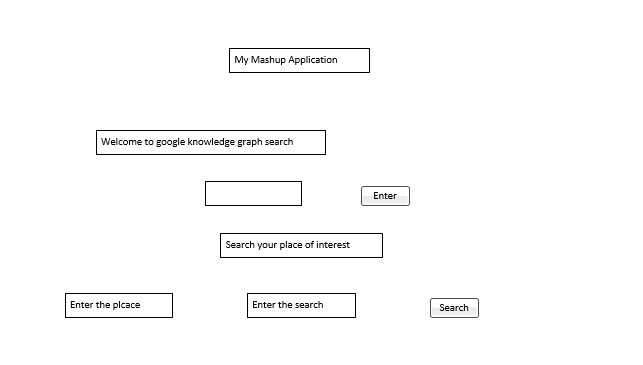 My Mashup Application
Welcome to google knowledge graph search
Enter
Search your place of interest
Enter the plcace
Enter the search
Search